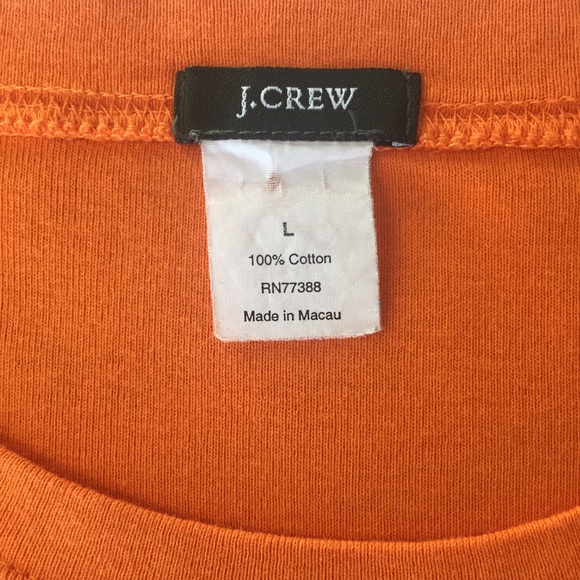 J.CREW
L
100% Cotton
RN77388
Made in Macau